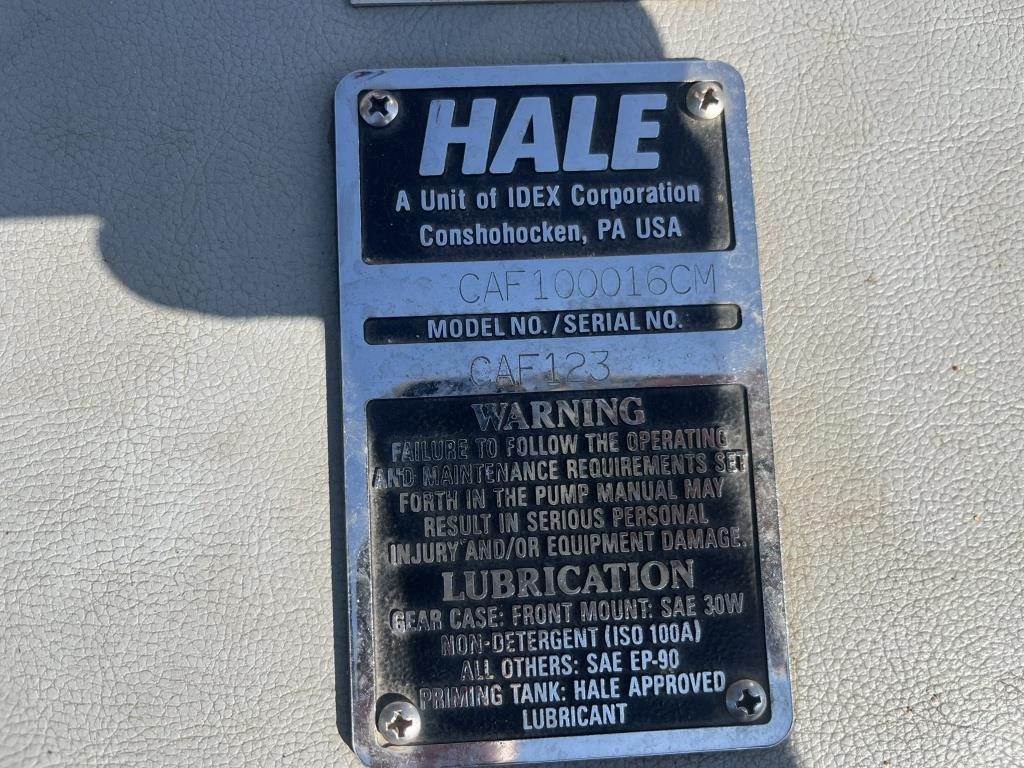 HALE
A Unit of IDEX Corporation
Conshohocken, PA USA
CAF100016CM
MODEL NO./SERIAL NO.
CAF123
WARNING
FAILURE TO FOLLOW THE OPERATING
AND MAINTENANCE REQUIREMENTS SET
FORTH IN THE PUMP MANUAL MAY
RESULT IN SERIOUS PERSONAL
INJURY AND/OR EQUIPMENT DAMAGE.
LUBRICATION
GEAR CASE: FRONT MOUNT: SAE 30W
NON-DETERGENT (ISO 100A)
ALL OTHERS: SAE EP-90
PRIMING TANK: HALE APPROVED
LUBRICANT